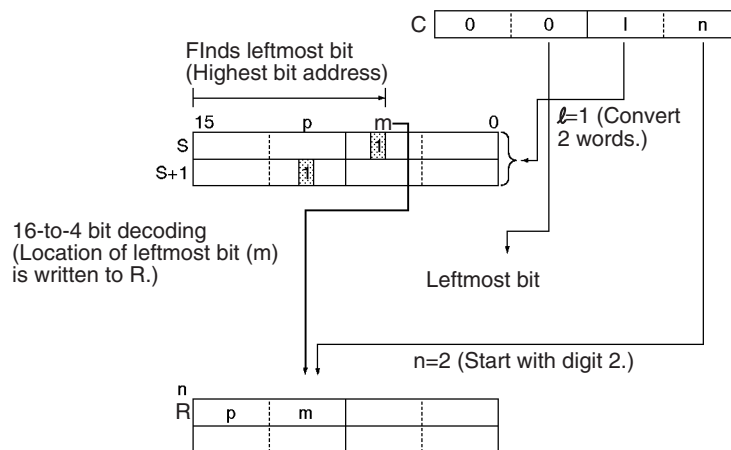 C 0 0 l n
FInds leftmost bit
(Highest bit address)
15 p m 0
S 1
S+1 1
ℓ=1 (Convert
2 words.)
16-to-4 bit decoding
(Location of leftmost bit (m)
is written to R.)
Leftmost bit
n=2 (Start with digit 2.)
n
R p m